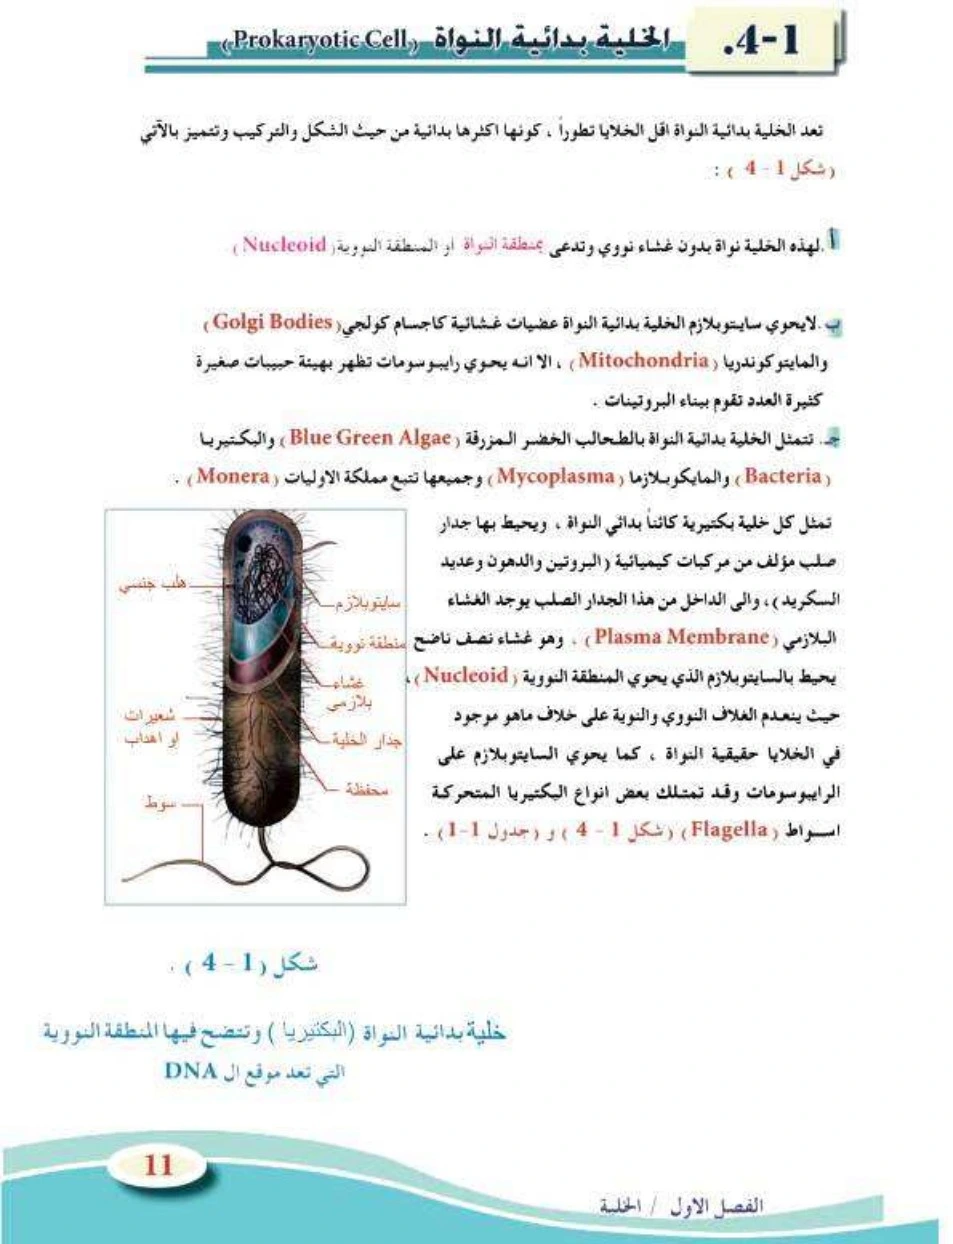 4-1. الخلية بدائية النواة (Prokaryotic Cell)
تعد الخلية بدائية النواة اقل الخلايا تطوراً ، كونها اكثرها بدائية من حيث الشكل والتركيب وتتميز بالآتي
(شكل 1 - 4 ) :
أ.لهذه الخلية نواة بدون غشاء نووي وتدعى بمنطقة النواة او المنطقة النووية( Nucleoid )
ب.لايحوي سايتوبلازم الخلية بدائية النواة عضيات غشائية كاجسام كولجي( Golgi Bodies )
والمايتوكوندريا ( Mitochondria ) ، الا انه يحوي رايبوسومات تظهر بهيئة حبيبات صغيرة
كثيرة العدد تقوم ببناء البروتينات .
جـ. تتمثل الخلية بدائية النواة بالطحالب الخضر المزرقة ( Blue Green Algae ) والبكتيريا
( Bacteria ) والمايكوبلازما ( Mycoplasma ) وجميعها تتبع مملكة الاوليات ( Monera ) .
تمثل كل خلية بكتيرية كائناً بدائي النواة ، ويحيط بها جدار
صلب مؤلف من مركبات كيميائية (البروتين والدهون وعديد
السكريد)، والى الداخل من هذا الجدار الصلب يوجد الغشاء
البلازمي ( Plasma Membrane ) ، وهو غشاء نصف ناضح
يحيط بالسايتوبلازم الذي يحوي المنطقة النووية ( Nucleoid )،
حيث ينعدم الغلاف النووي والنوية على خلاف ماهو موجود
في الخلايا حقيقية النواة ، كما يحوي السايتوبلازم على
الرايبوسومات وقد تمتلك بعض انواع البكتيريا المتحركة
اسواط ( Flagella ) (شكل 1 - 4 ) و (جدول 1-1) .
هلب جنسي
سايتوبلازم
منطقة نووية
غشاء
بلازمي
شعيرات
او اهداب
جدار الخلية
محفظة
سوط
شكل ( 1 - 4 ) .
خلية بدائية النواة (البكتيريا ) وتتضح فيها المنطقة النووية
التي تعد موقع ال DNA
11
الفصل الاول / الخلية